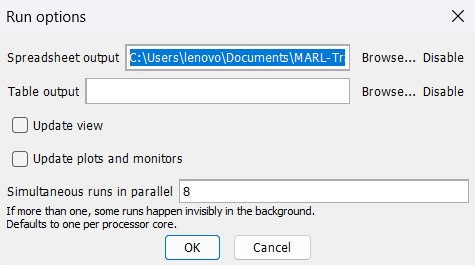 Run options
Spreadsheet output C:\Users\lenovo\Documents\MARL-Tr Browse... Disable
Table output Browse... Disable
Update view
Update plots and monitors
Simultaneous runs in parallel 8
If more than one, some runs happen invisibly in the background.
Defaults to one per processor core.
OK Cancel